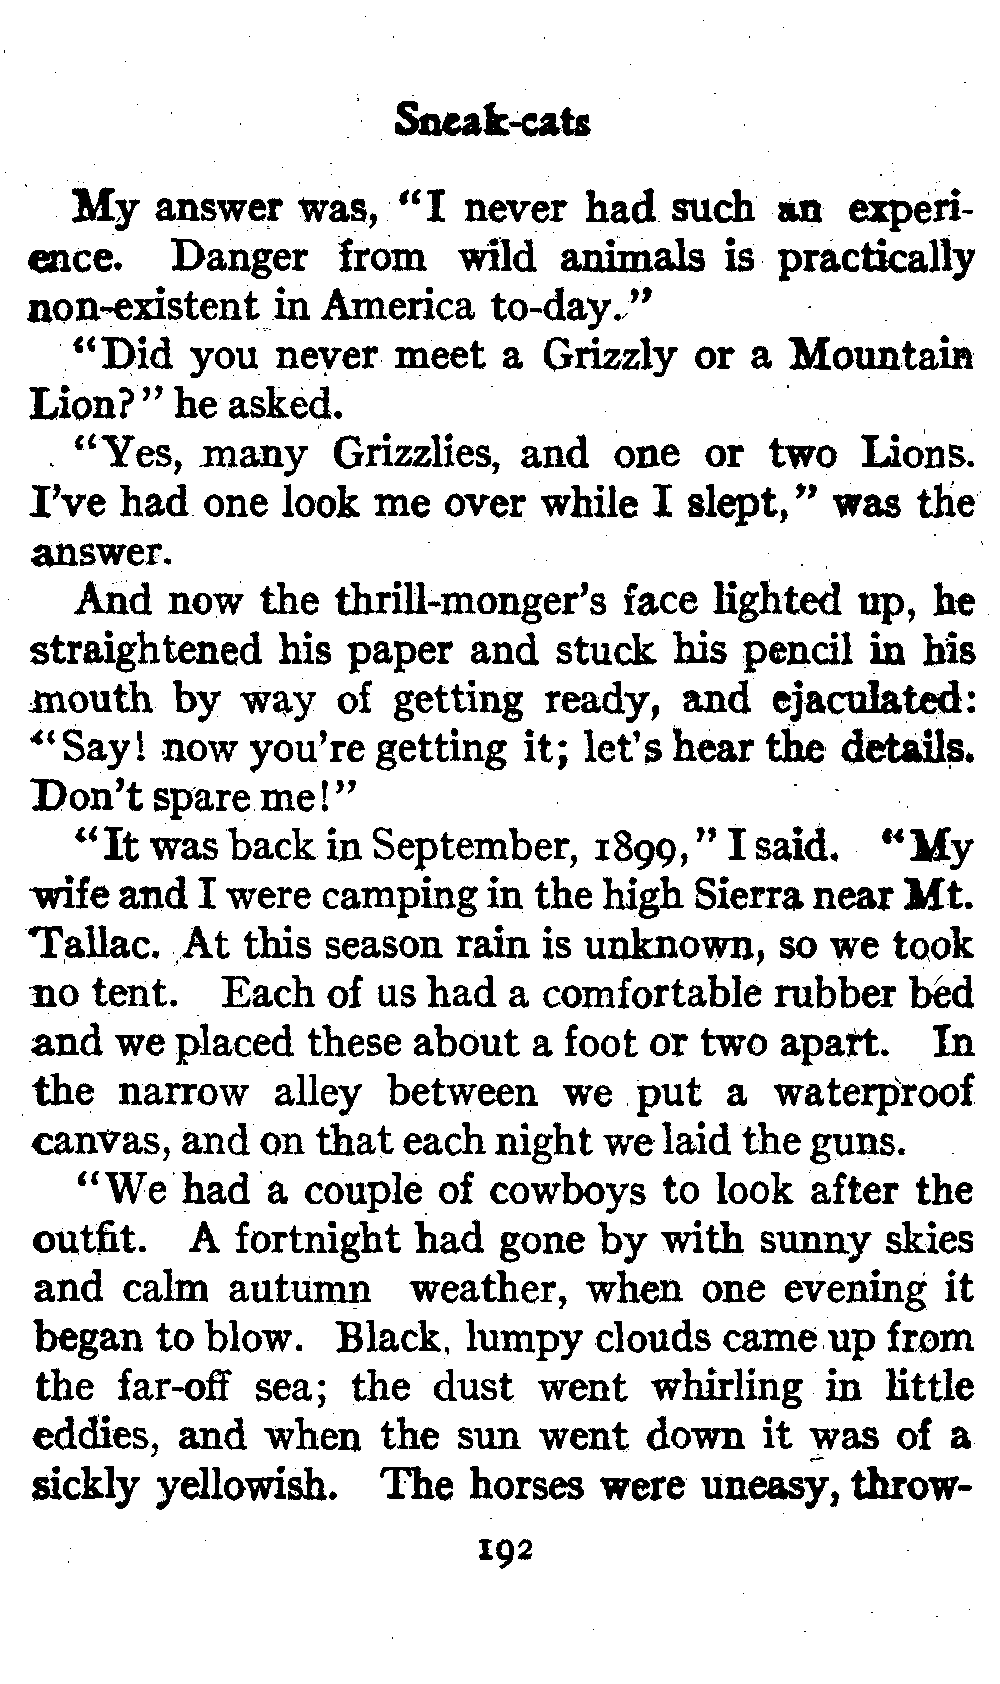 Sneak-cats
My answer was, "I never had such an experi-
ence. Danger from wild animals is practically
non-existent in America to-day."
"Did you never meet a Grizzly or a Mountain
Lion?" he asked.
"Yes, many Grizzlies, and one or two Lions.
I've had one look me over while I slept," was the
answer.
And now the thrill-monger's face lighted up, he
straightened his paper and stuck his pencil in his
mouth by way of getting ready, and ejaculated:
"Say! now you're getting it; let's hear the details.
Don't spare me!"
"It was back in September, 1899," I said. "My
wife and I were camping in the high Sierra near Mt.
Tallac. At this season rain is unknown, so we took
no tent. Each of us had a comfortable rubber bed
and we placed these about a foot or two apart. In
the narrow alley between we put a waterproof
canvas, and on that each night we laid the guns.
"We had a couple of cowboys to look after the
outfit. A fortnight had gone by with sunny skies
and calm autumn weather, when one evening it
began to blow. Black, lumpy clouds came up from
the far-off sea; the dust went whirling in little
eddies, and when the sun went down it was of a
sickly yellowish. The horses were uneasy, throw-
192